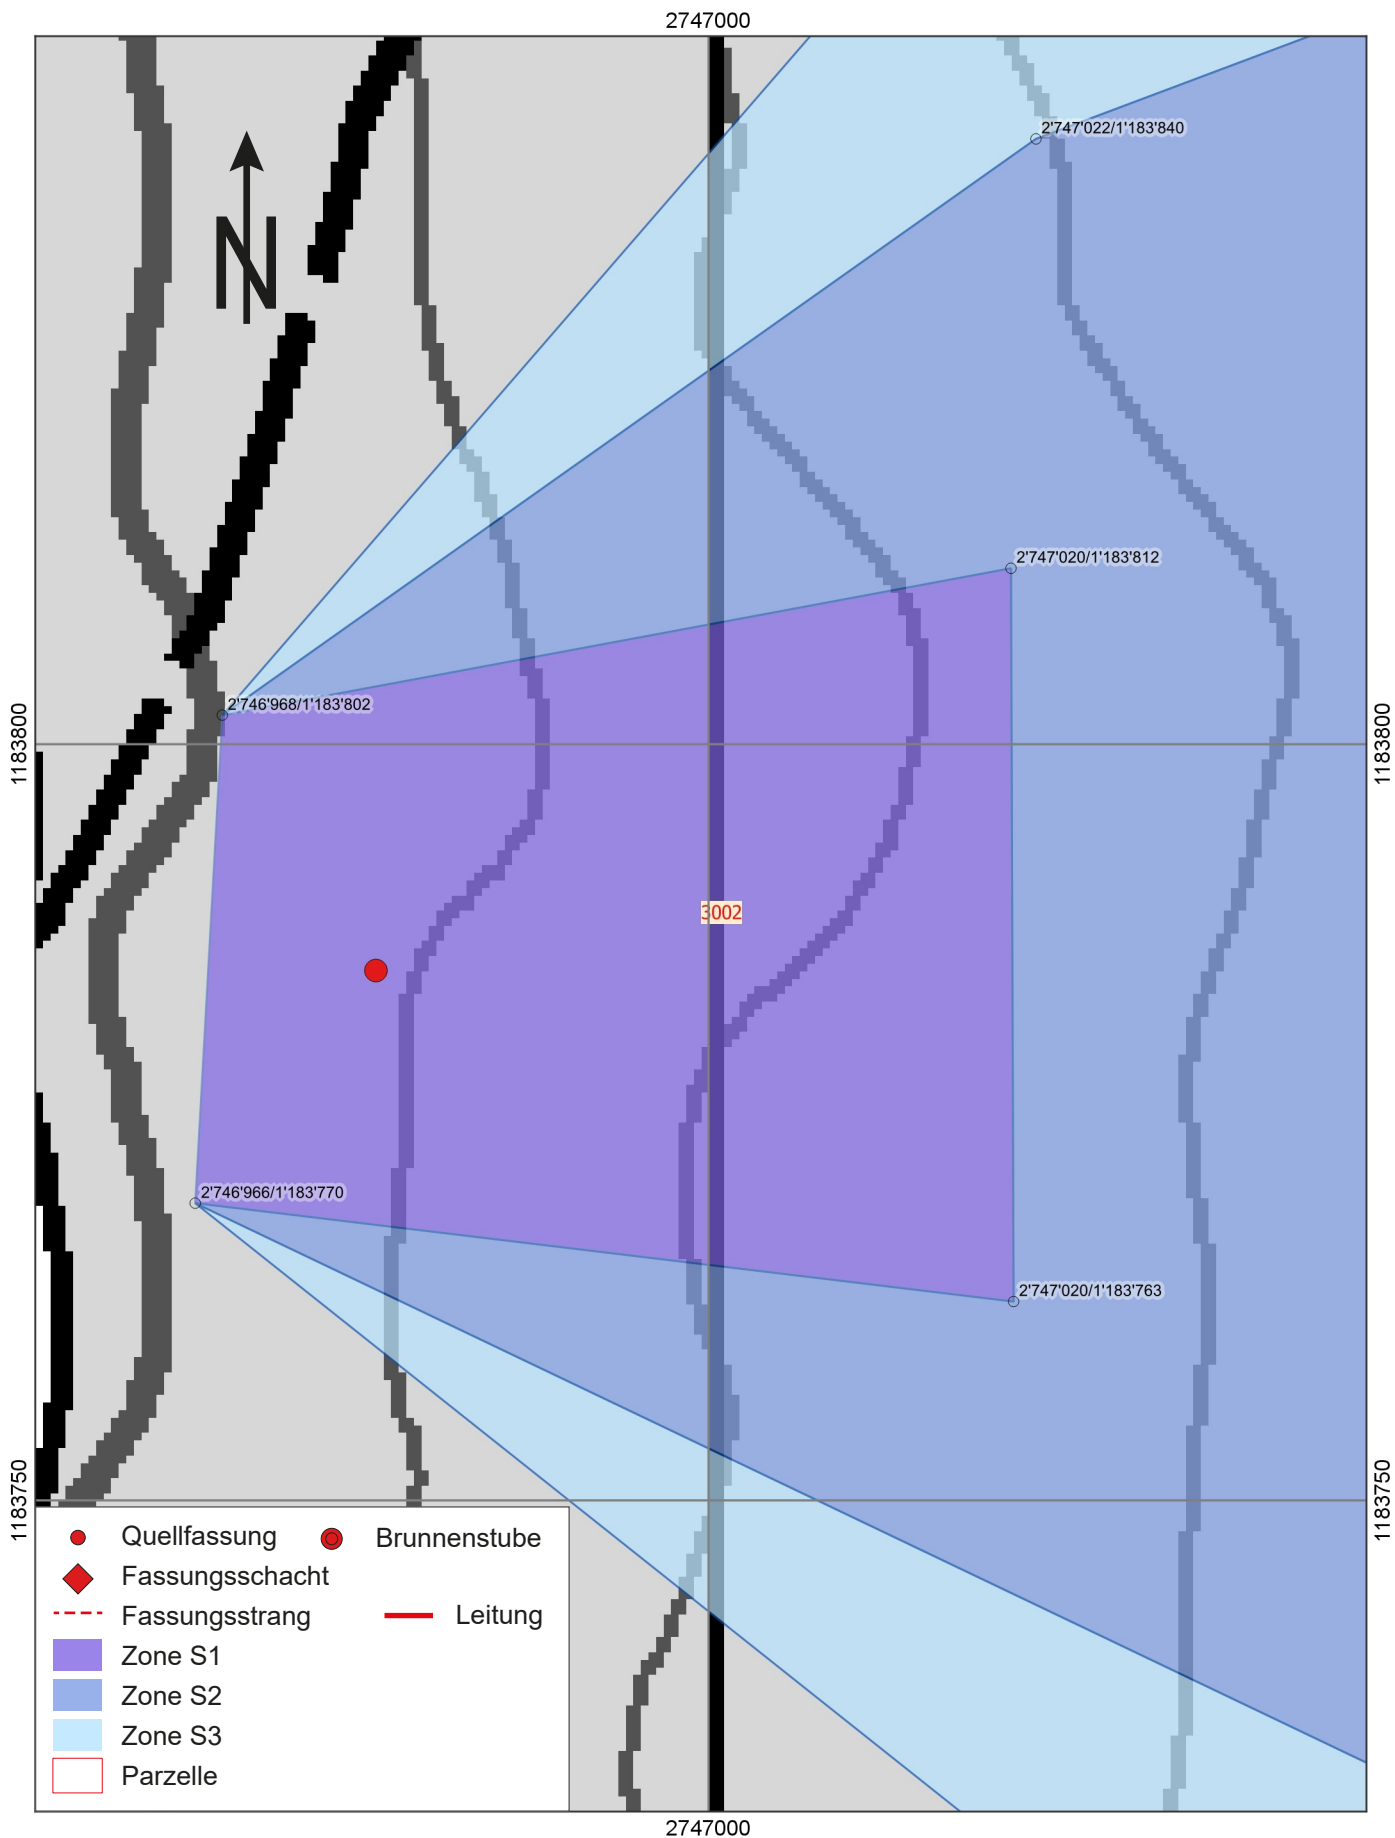 2747000
2'747'022/1'183'840
2'747'020/1'183'812
N
2'746'968/1'183'802
1183800
1183800
3002
2'746'966/1'183'770
2'747'020/1'183'763
1183750
1183750
Quellfassung
Brunnenstube
Fassungsschacht
Fassungsstrang
Leitung
Zone S1
Zone S2
Zone S3
Parzelle
2747000